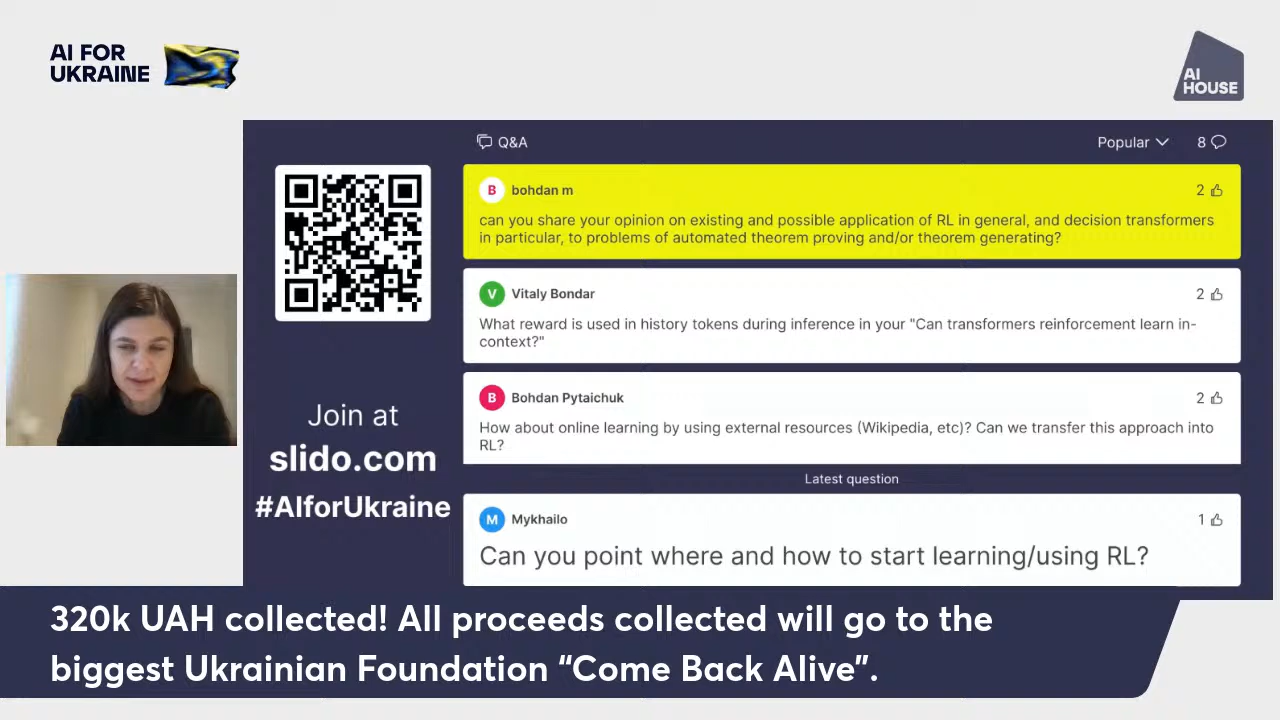 AI FOR
UKRAINE
AI
HOUSE
Q&A
Popular
8
B
bohdan m
2
can you share your opinion on existing and possible application of RL in general, and decision transformers
in particular, to problems of automated theorem proving and/or theorem generating?
V
Vitaly Bondar
2
What reward is used in history tokens during inference in your "Can transformers reinforcement learn in-
context?"
B
Bohdan Pytaichuk
2
How about online learning by using external resources (Wikipedia, etc)? Can we transfer this approach into
RL?
Latest question
M
Mykhailo
1
Can you point where and how to start learning/using RL?
Join at
slido.com
#AIforUkraine
320k UAH collected! All proceeds collected will go to the
biggest Ukrainian Foundation “Come Back Alive”.